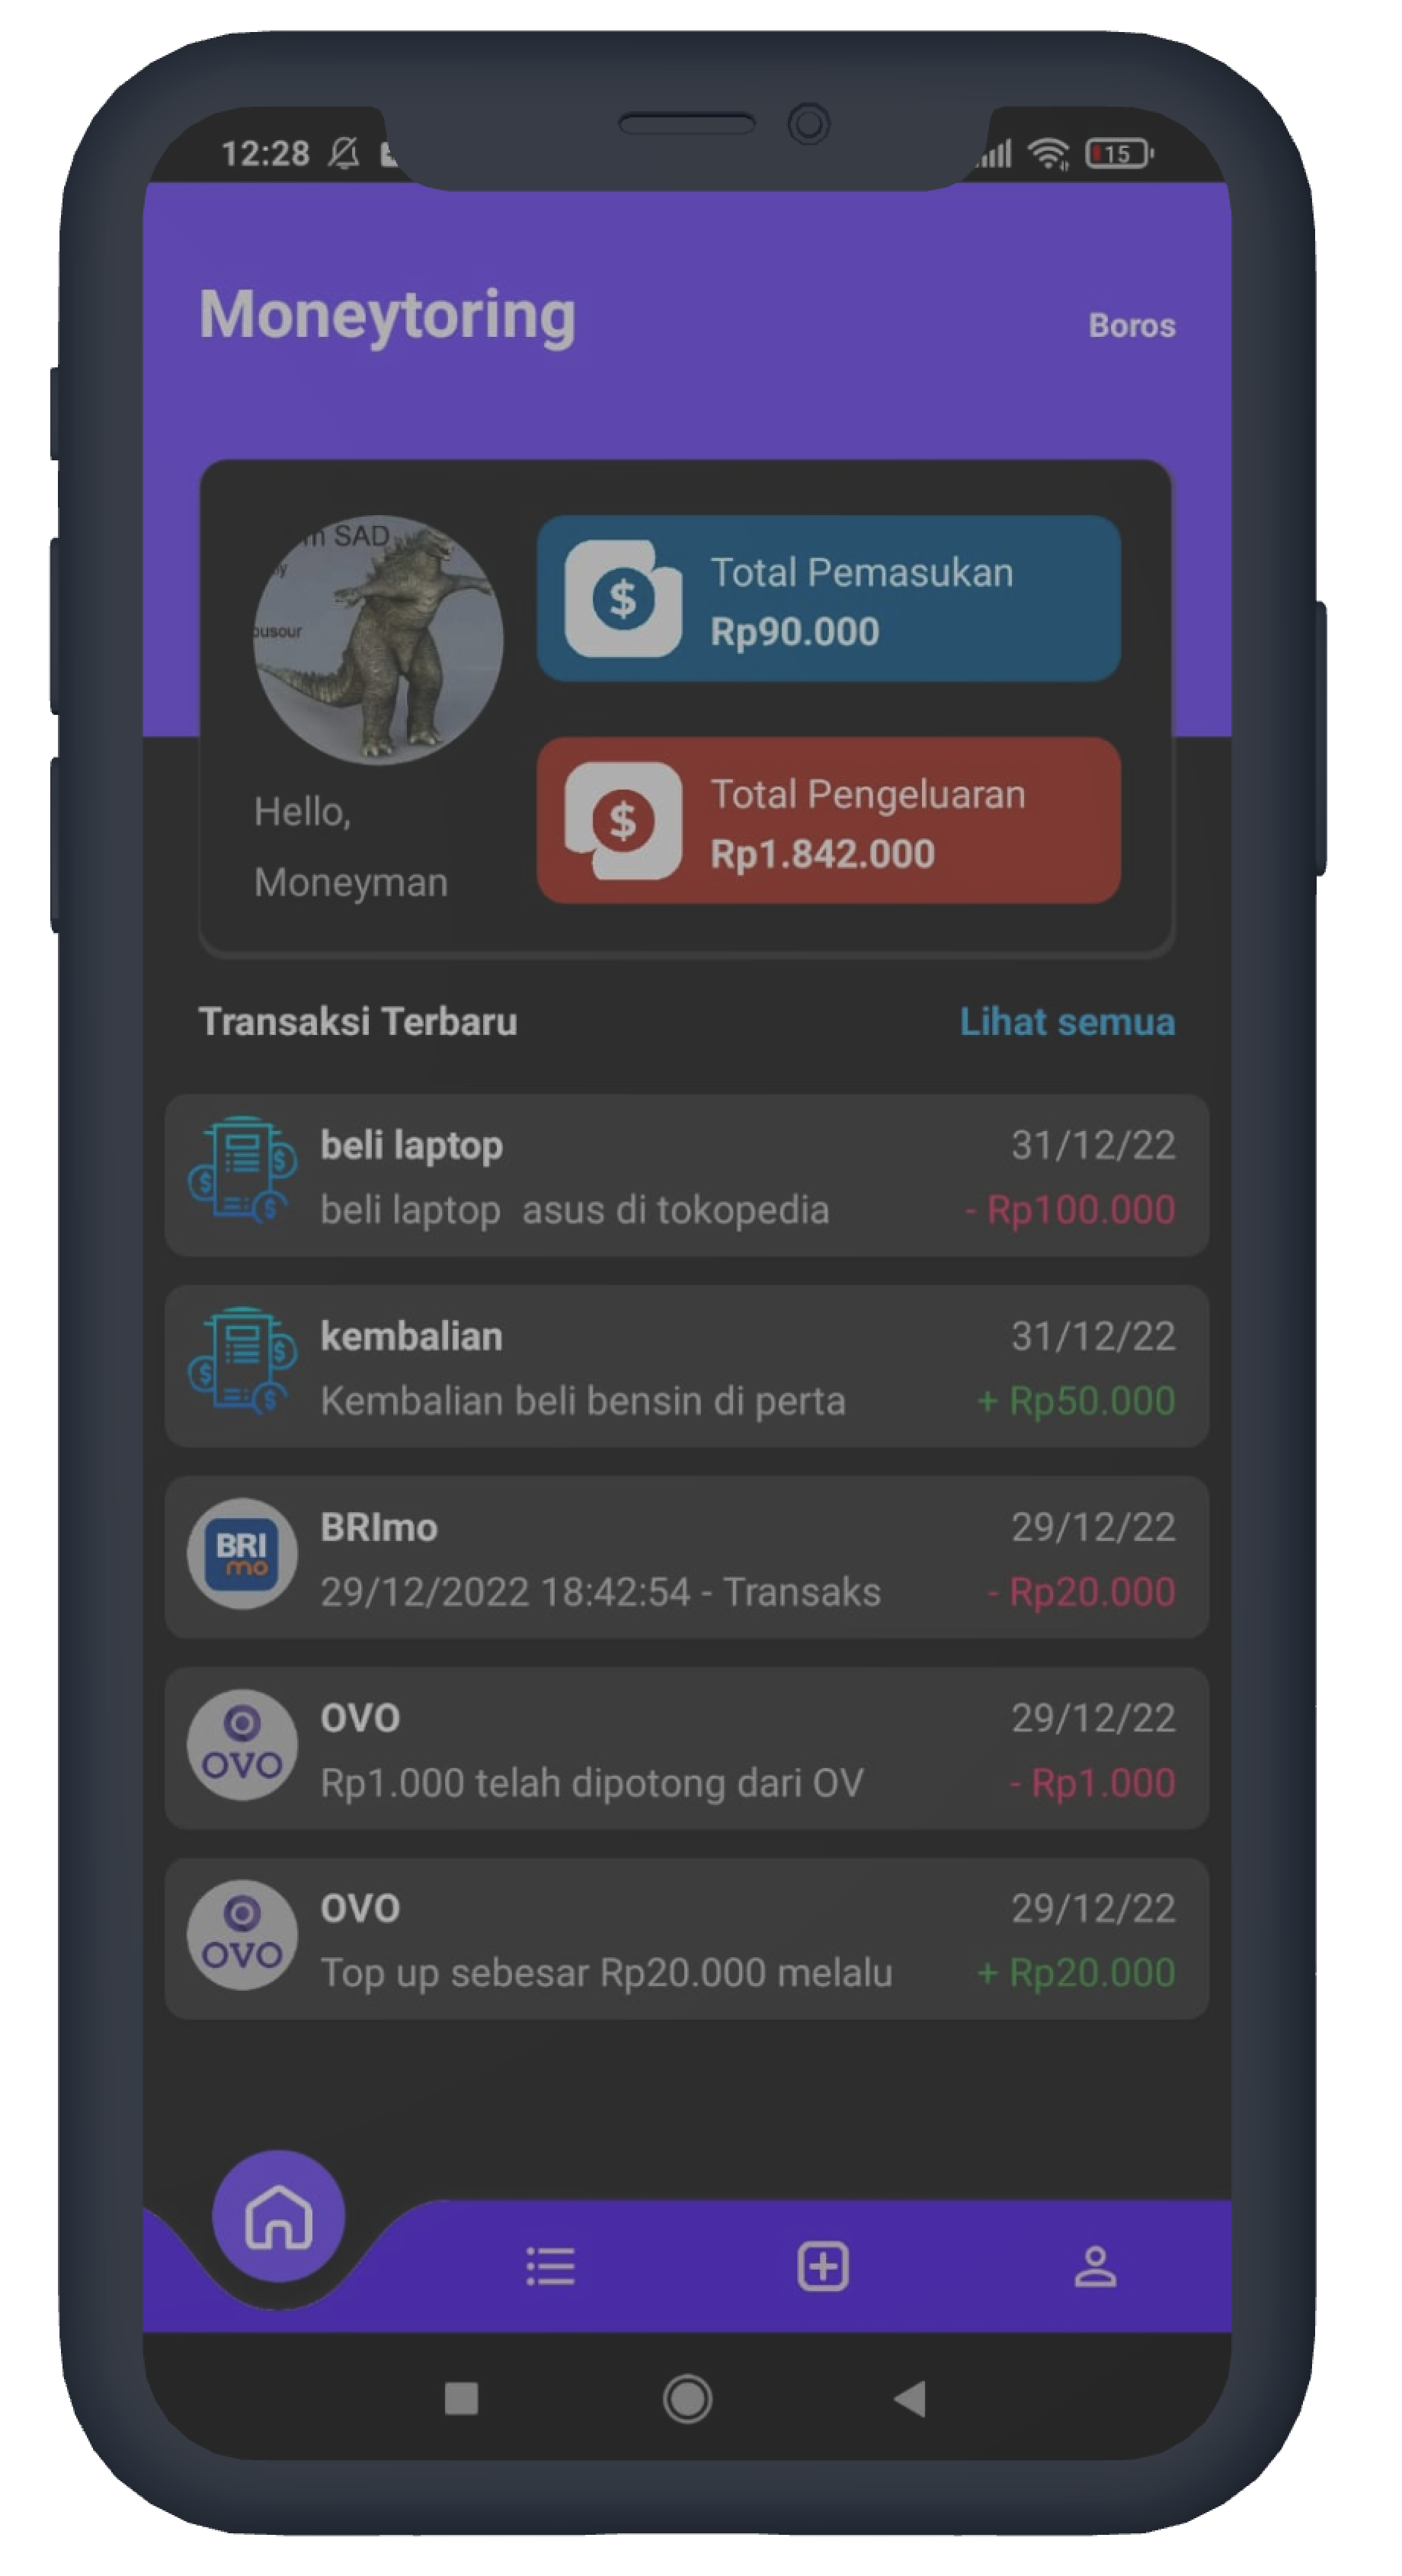 12:28
15
Moneytoring
Boros
m SAD
ny
ousour
Total Pemasukan
Rp90.000
Total Pengeluaran
Rp1.842.000
Hello,
Moneyman
Transaksi Terbaru
Lihat semua
beli laptop
31/12/22
beli laptop  asus di tokopedia
- Rp100.000
kembalian
31/12/22
Kembalian beli bensin di perta
+ Rp50.000
BRI
mo
BRImo
29/12/22
29/12/2022 18:42:54 - Transaks
- Rp20.000
OVO
OVO
29/12/22
Rp1.000 telah dipotong dari OV
- Rp1.000
OVO
OVO
29/12/22
Top up sebesar Rp20.000 melalu
+ Rp20.000